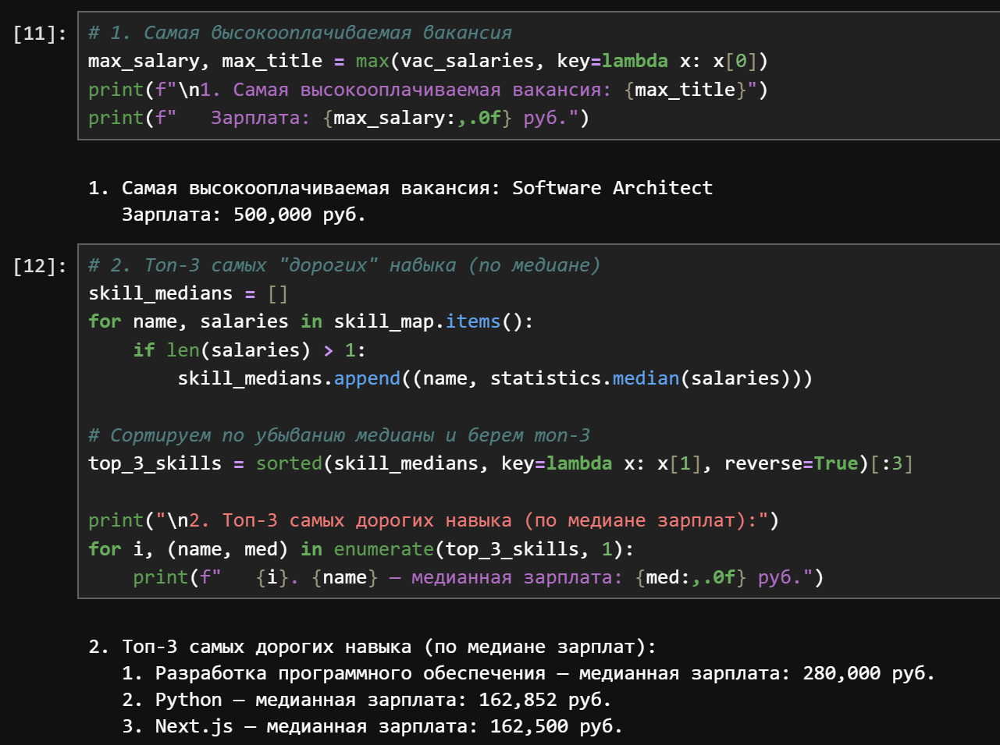 [11]:
# 1. Самая высокооплачиваемая вакансия
max_salary, max_title = max(vac_salaries, key=lambda x: x[0])
print(f"\n1. Самая высокооплачиваемая вакансия: {max_title}")
print(f"   Зарплата: {max_salary:,.0f} руб.")
1. Самая высокооплачиваемая вакансия: Software Architect
   Зарплата: 500,000 руб.
[12]:
# 2. Топ-3 самых "дорогих" навыка (по медиане)
skill_medians = []
for name, salaries in skill_map.items():
    if len(salaries) > 1:
        skill_medians.append((name, statistics.median(salaries)))
# Сортируем по убыванию медианы и берем топ-3
top_3_skills = sorted(skill_medians, key=lambda x: x[1], reverse=True)[:3]
print("\n2. Топ-3 самых дорогих навыка (по медиане зарплат):")
for i, (name, med) in enumerate(top_3_skills, 1):
    print(f"   {i}. {name} — медианная зарплата: {med:,.0f} руб.")
2. Топ-3 самых дорогих навыка (по медиане зарплат):
   1. Разработка программного обеспечения — медианная зарплата: 280,000 руб.
   2. Python — медианная зарплата: 162,852 руб.
   3. Next.js — медианная зарплата: 162,500 руб.